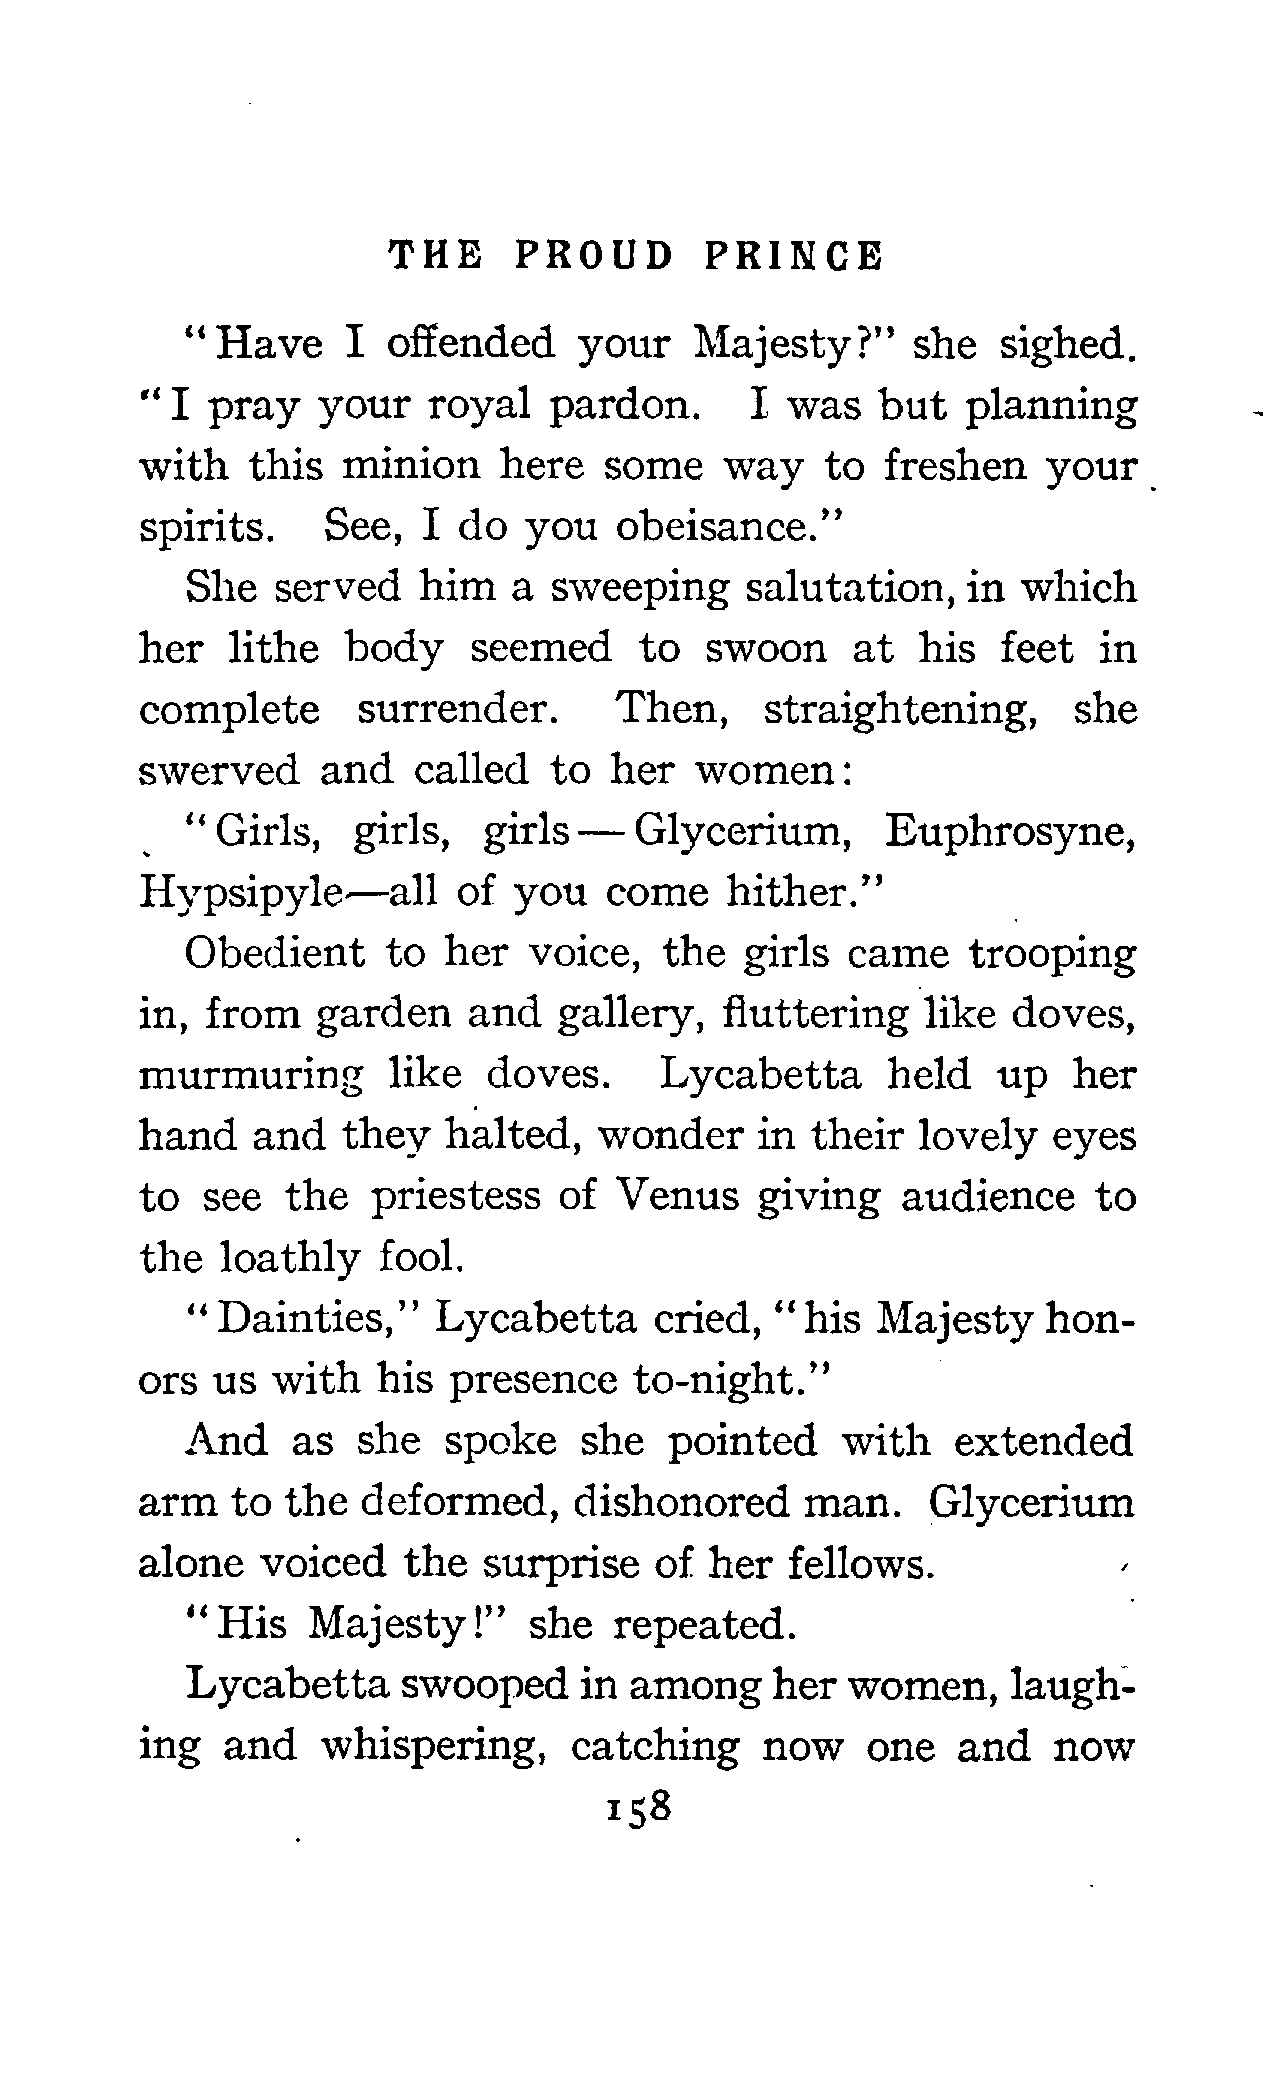 THE PROUD PRINCE
"Have I offended your Majesty?" she sighed.
"I pray your royal pardon. I was but planning
with this minion here some way to freshen your
spirits. See, I do you obeisance."
She served him a sweeping salutation, in which
her lithe body seemed to swoon at his feet in
complete surrender. Then, straightening, she
swerved and called to her women:
"Girls, girls, girls—Glycerium, Euphrosyne,
Hypsipyle—all of you come hither."
Obedient to her voice, the girls came trooping
in, from garden and gallery, fluttering like doves,
murmuring like doves. Lycabetta held up her
hand and they halted, wonder in their lovely eyes
to see the priestess of Venus giving audience to
the loathly fool.
"Dainties," Lycabetta cried, "his Majesty hon-
ors us with his presence to-night."
And as she spoke she pointed with extended
arm to the deformed, dishonored man. Glycerium
alone voiced the surprise of her fellows.
"His Majesty!" she repeated.
Lycabetta swooped in among her women, laugh-
ing and whispering, catching now one and now
158